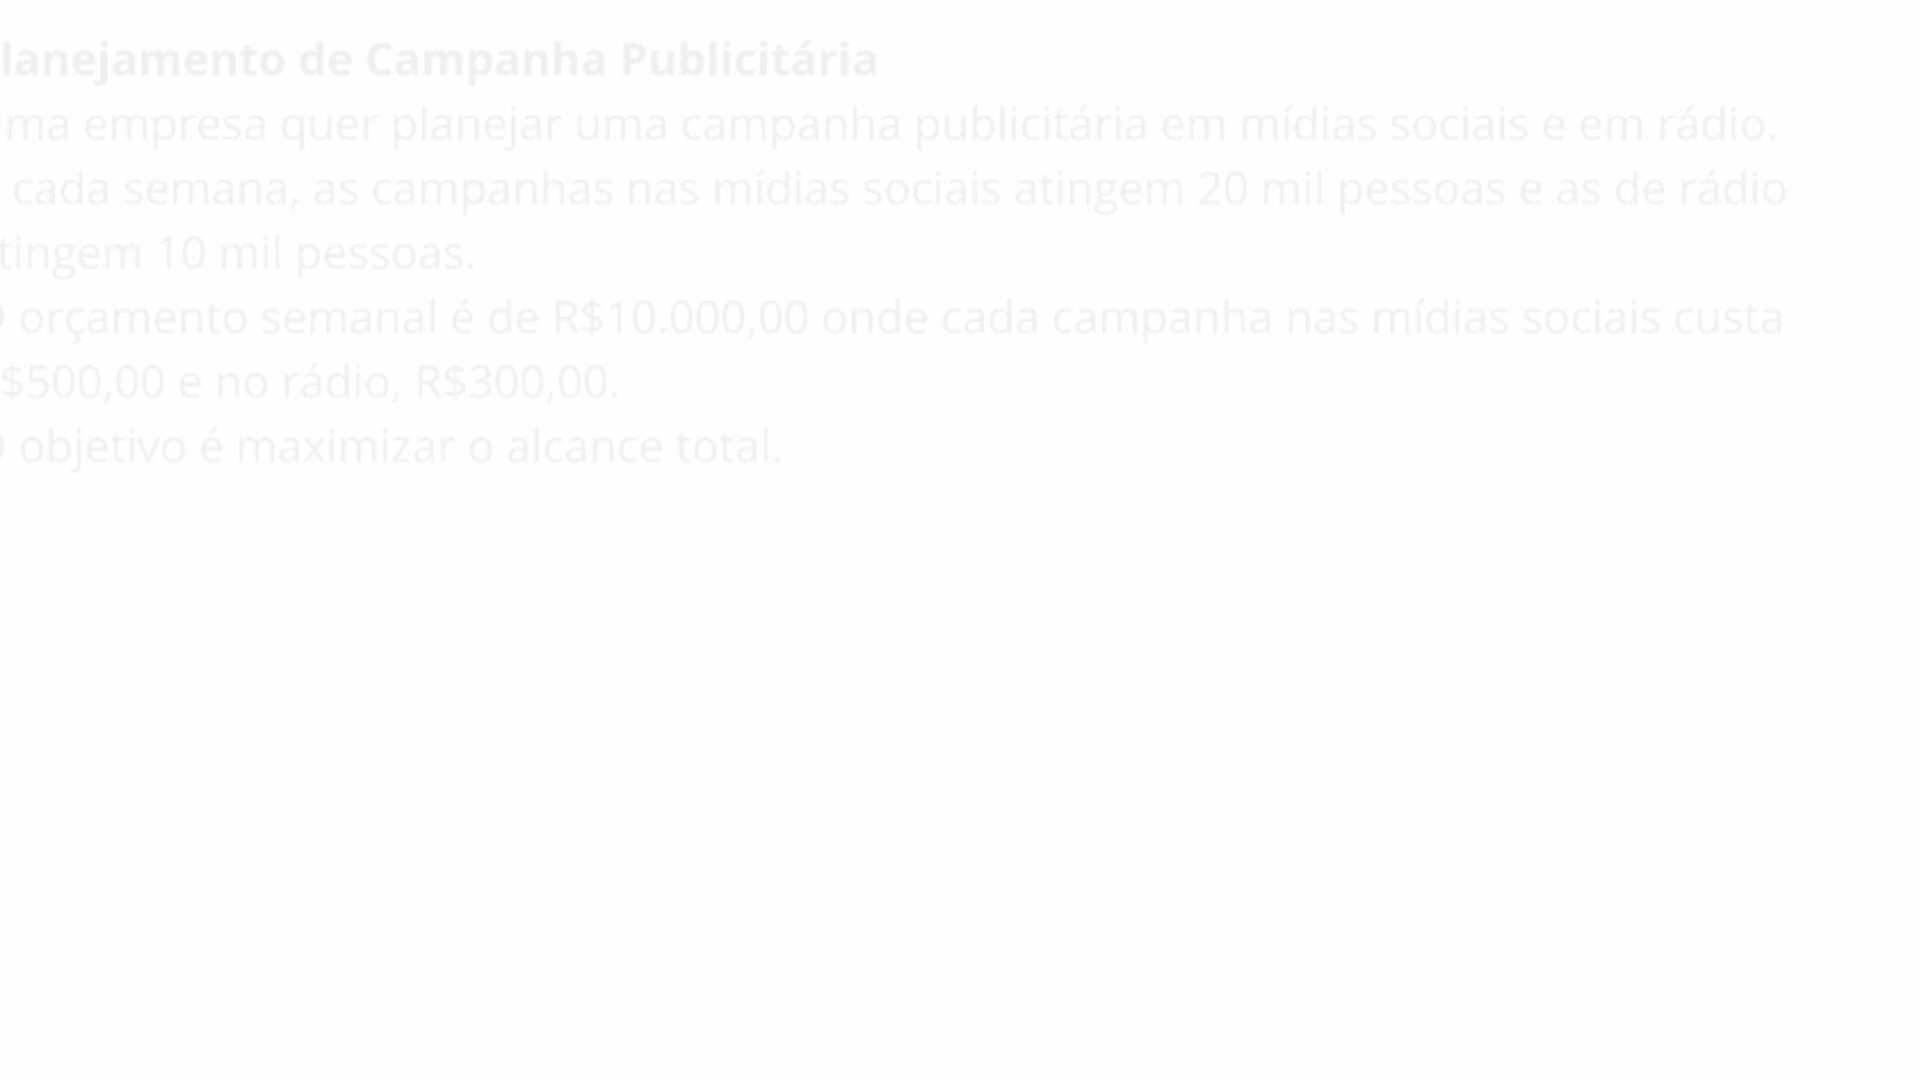 lanejamento de Campanha Publicitária
ma empresa quer planejar uma campanha publicitária em mídias sociais e em rádio.
cada semana, as campanhas nas mídias sociais atingem 20 mil pessoas e as de rádio
tingem 10 mil pessoas.
orçamento semanal é de R$10.000,00 onde cada campanha nas mídias sociais custa
$500,00 e no rádio, R$300,00.
objetivo é maximizar o alcance total.